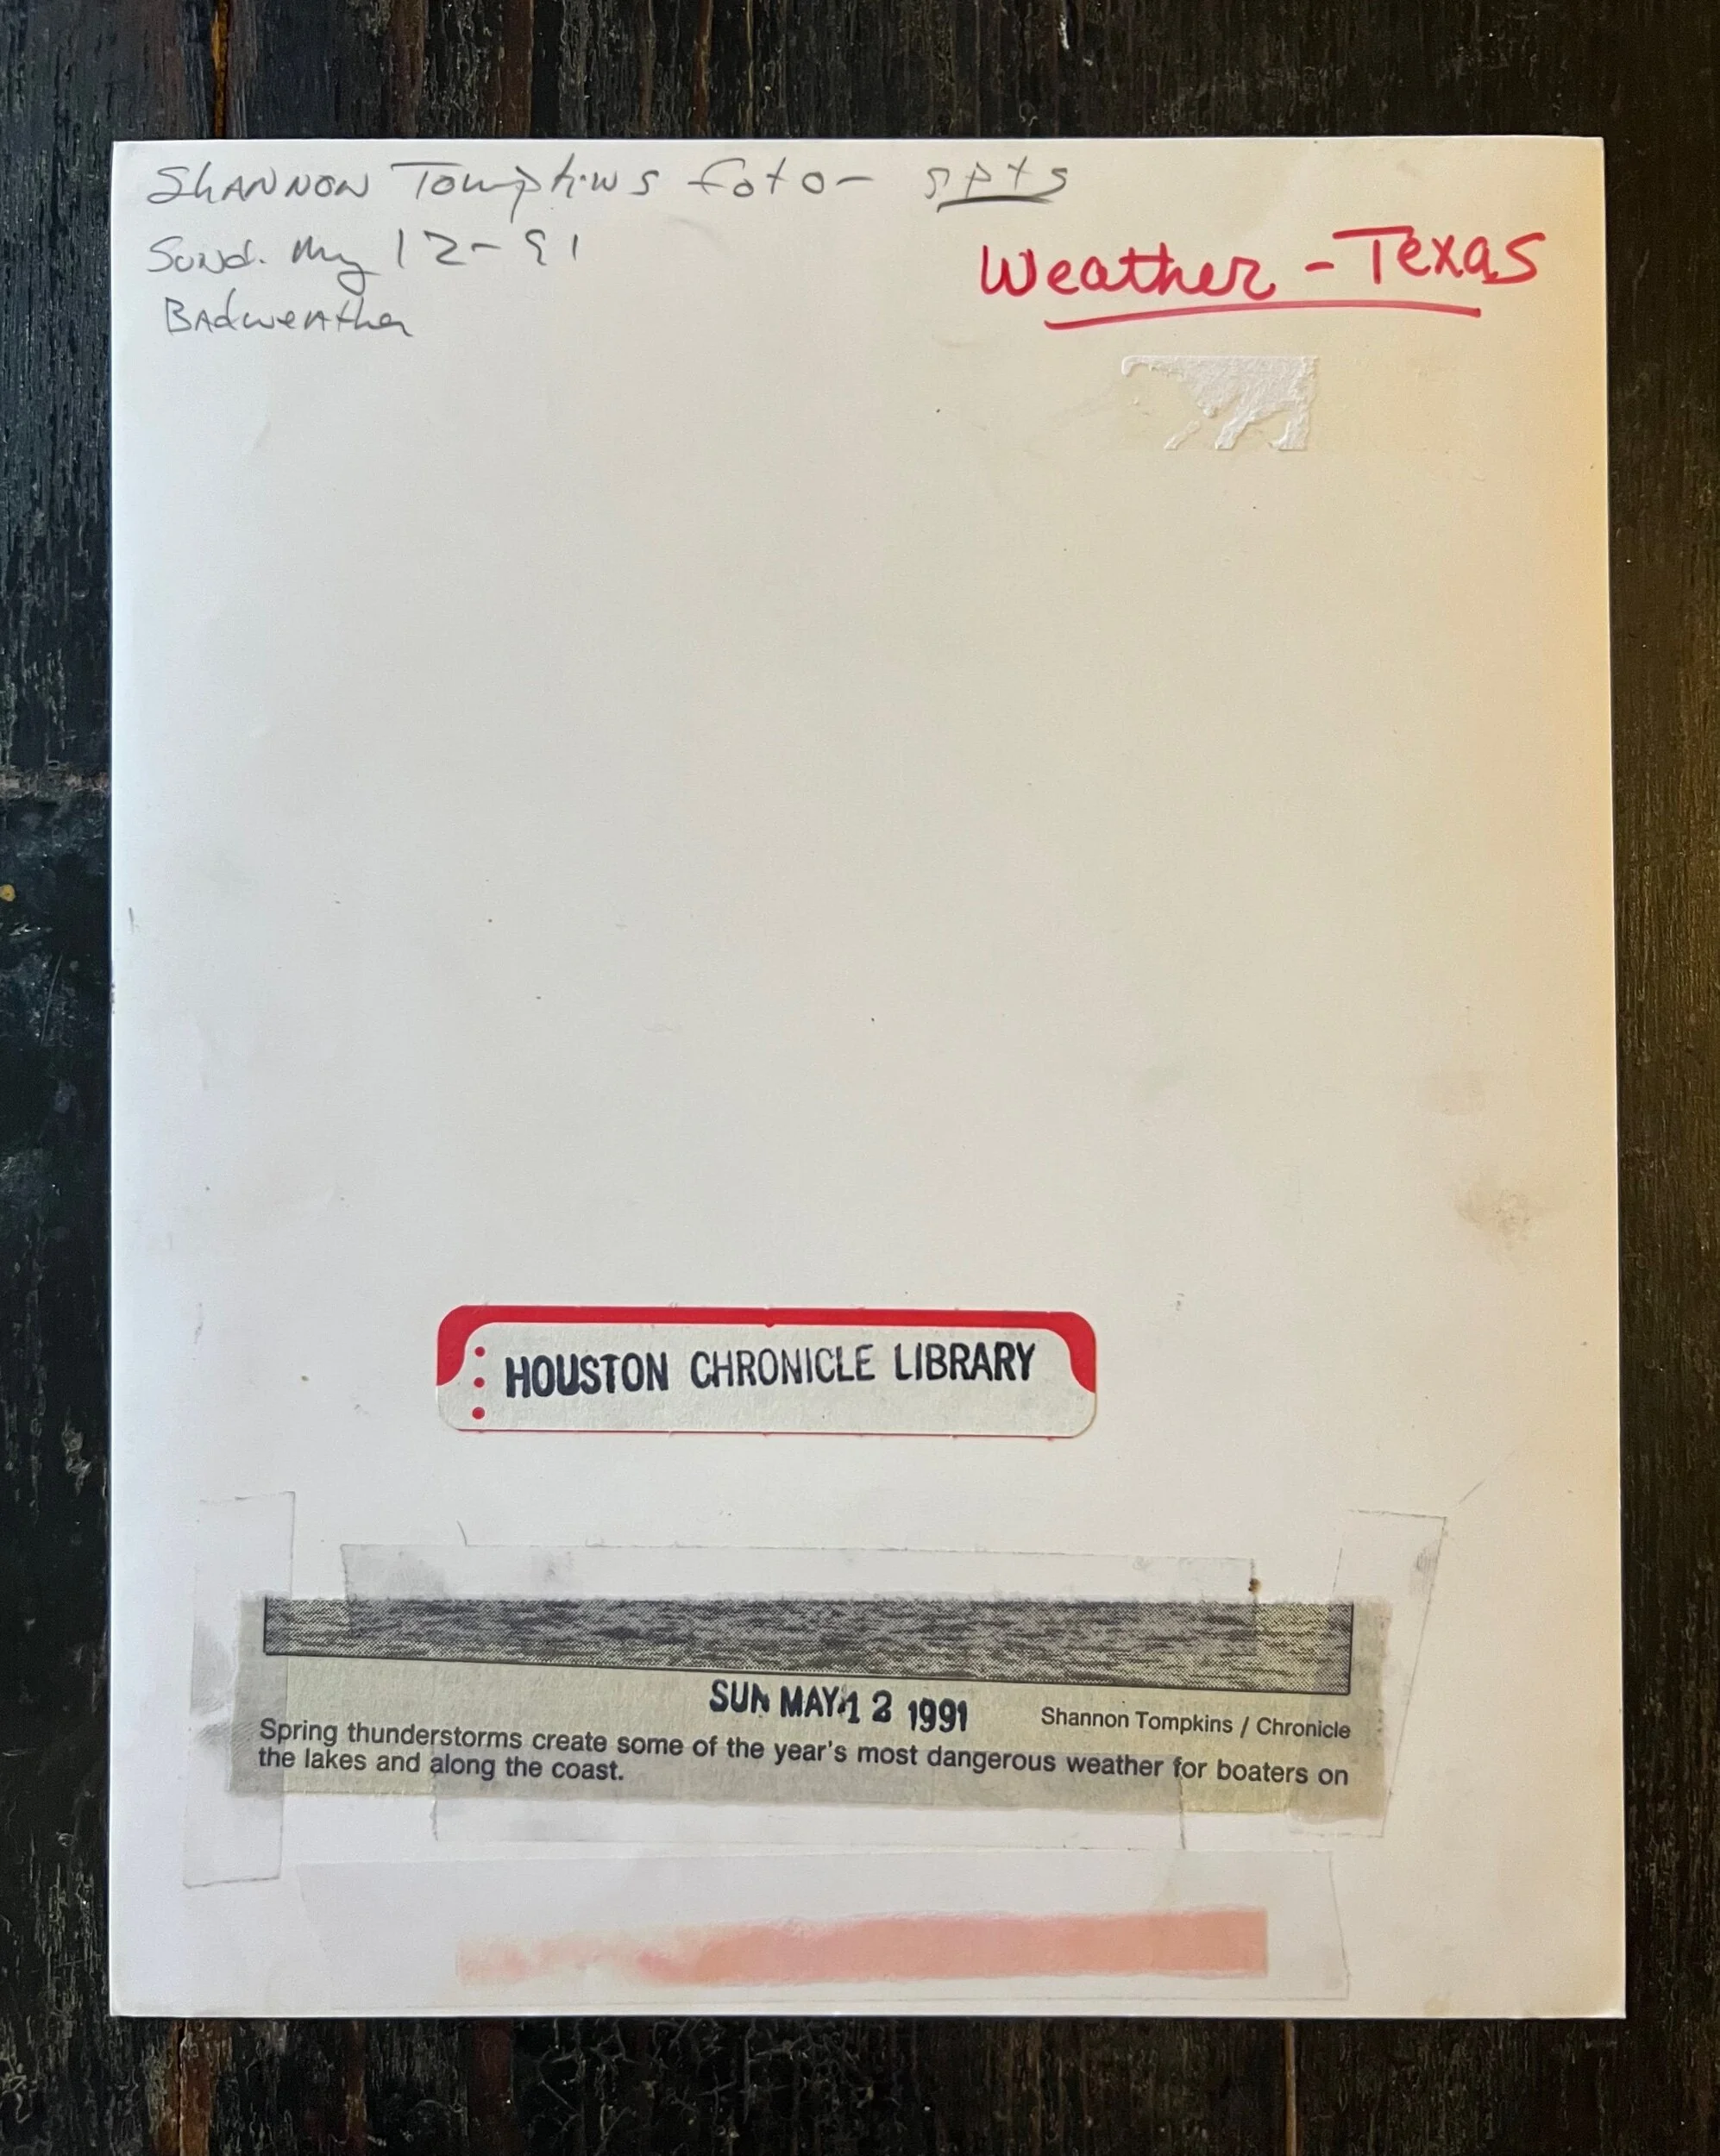 Shannon Tompkins foto - spts
Sund. My 12-91
Badweather
Weather - Texas
HOUSTON CHRONICLE LIBRARY
SUN MAY 12 1991
Shannon Tompkins / Chronicle
Spring thunderstorms create some of the year's most dangerous weather for boaters on
the lakes and along the coast.